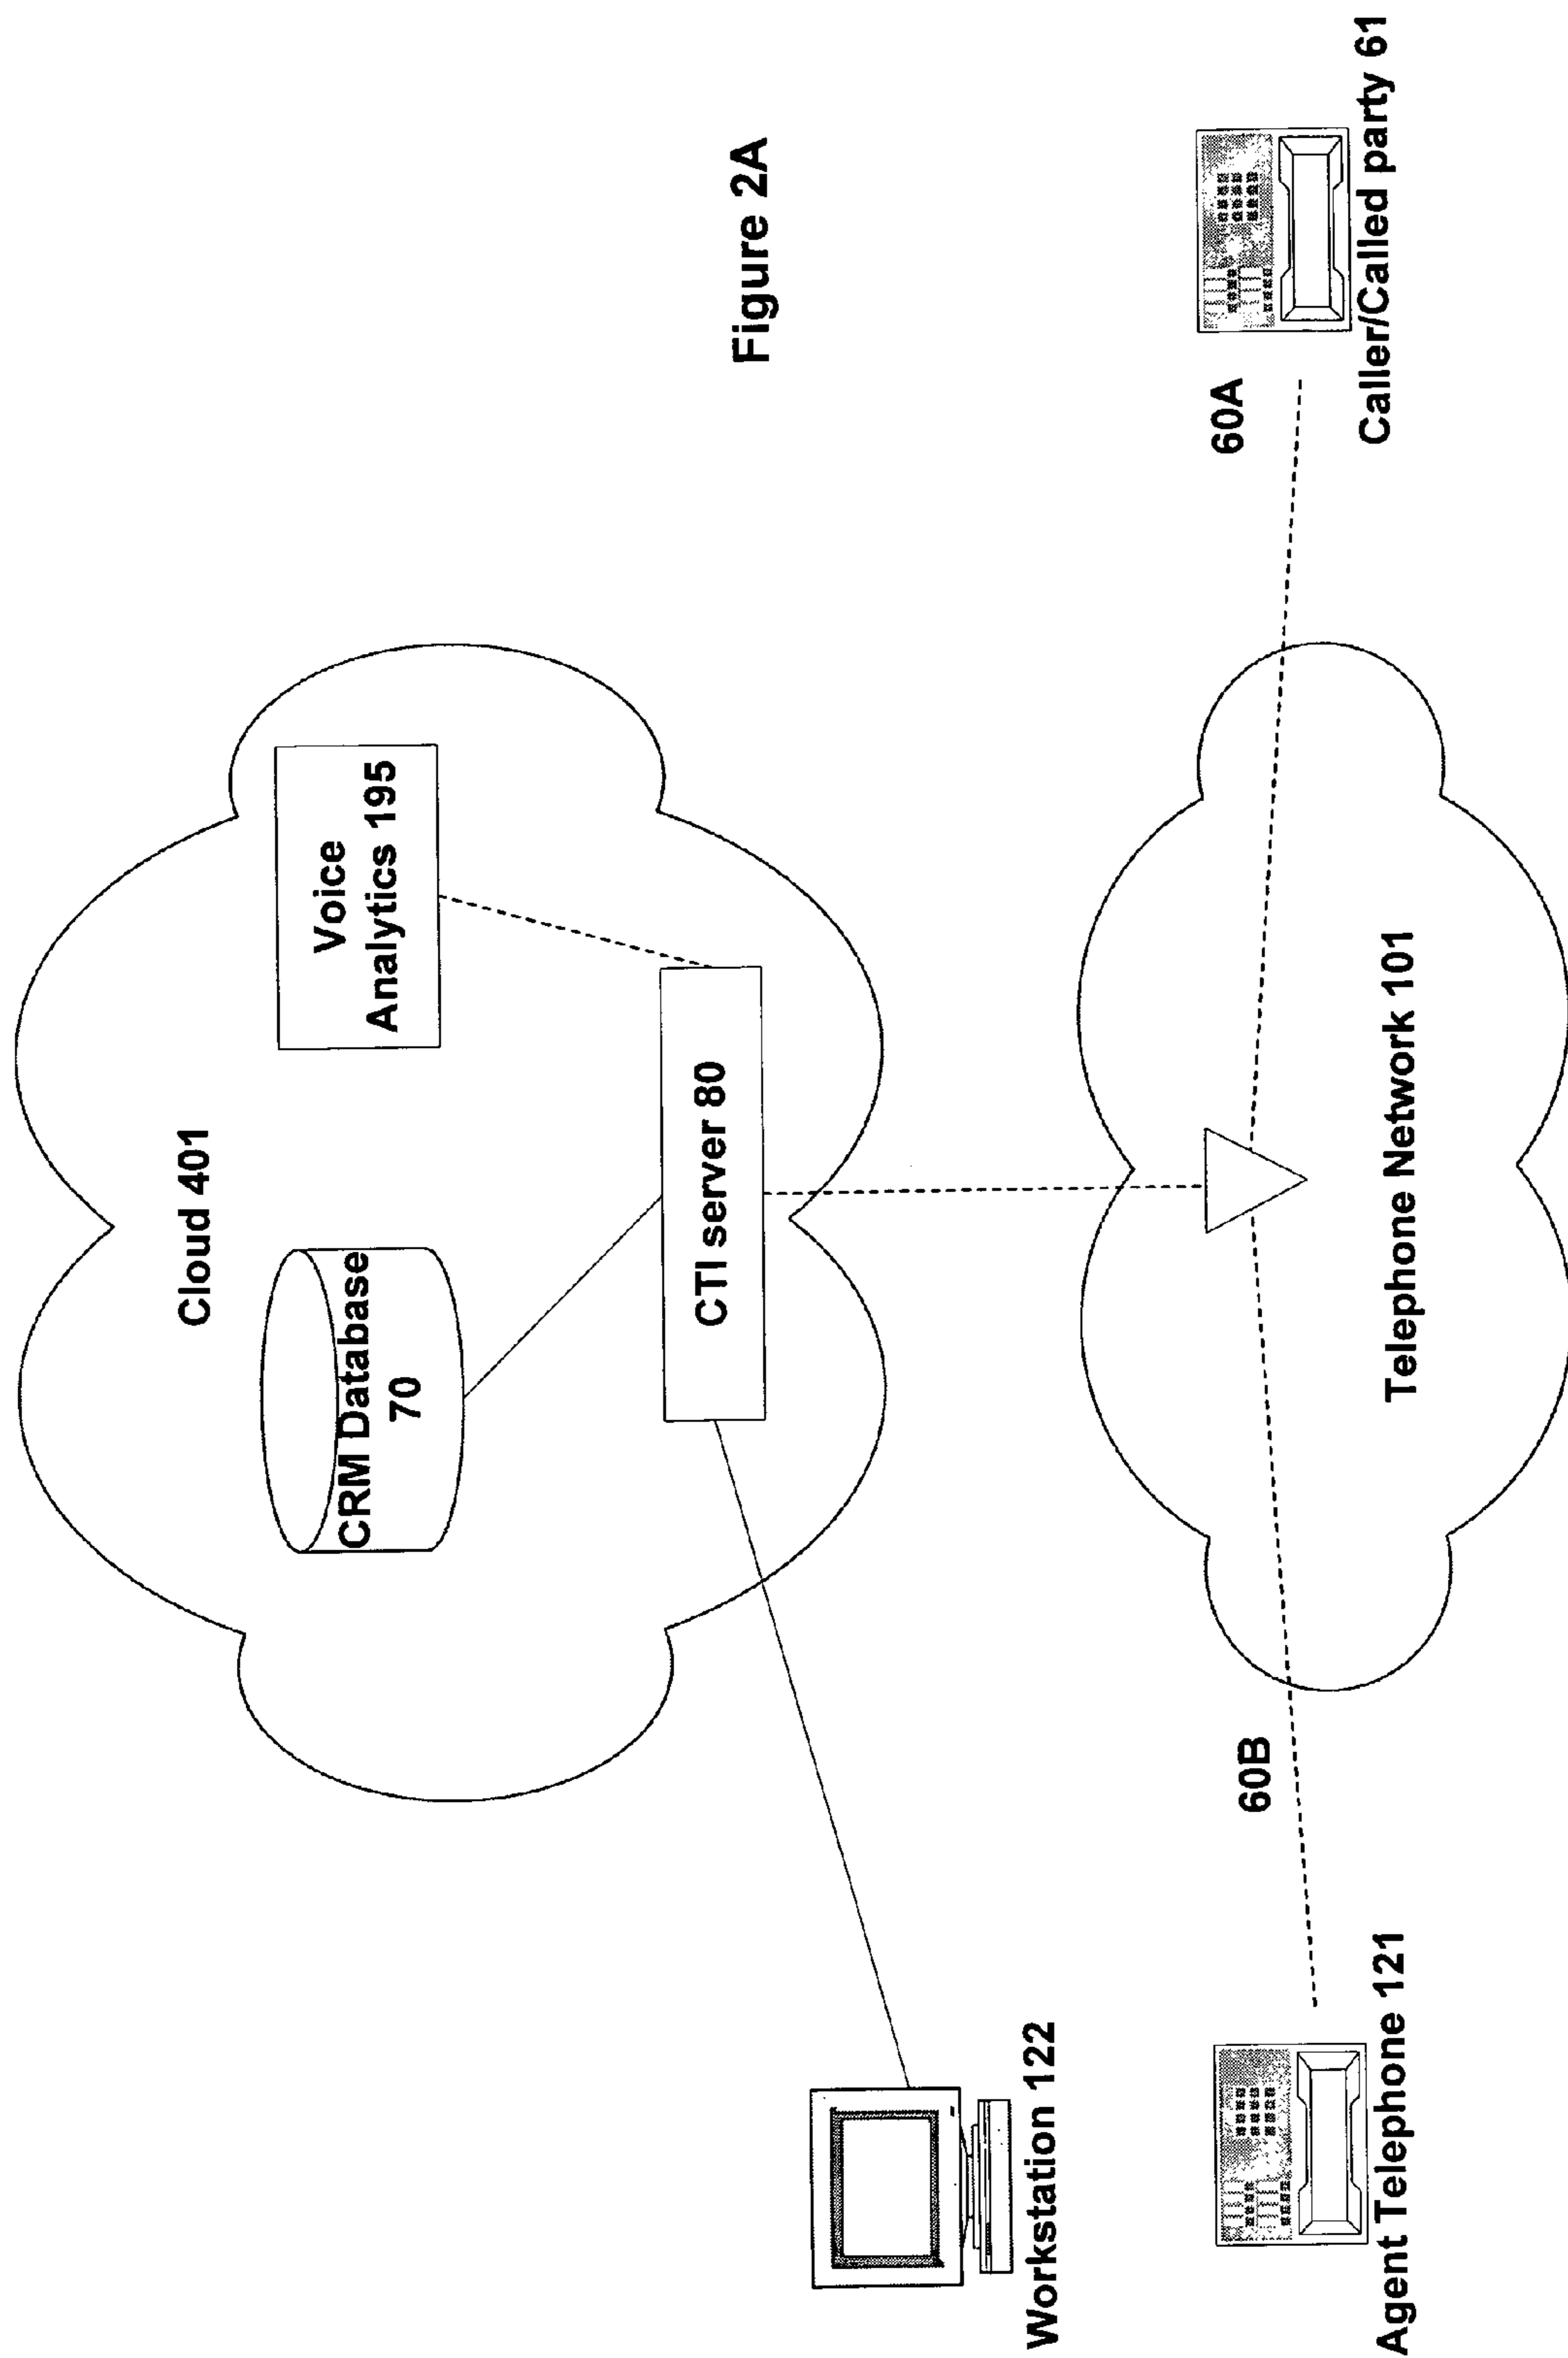 Cloud 401
CRM Database
70
Voice
Analytics 195
CTI server 80
Figure 2A
Workstation 122
60B
60A
Agent Telephone 121
Telephone Network 101
Caller/Called party 61